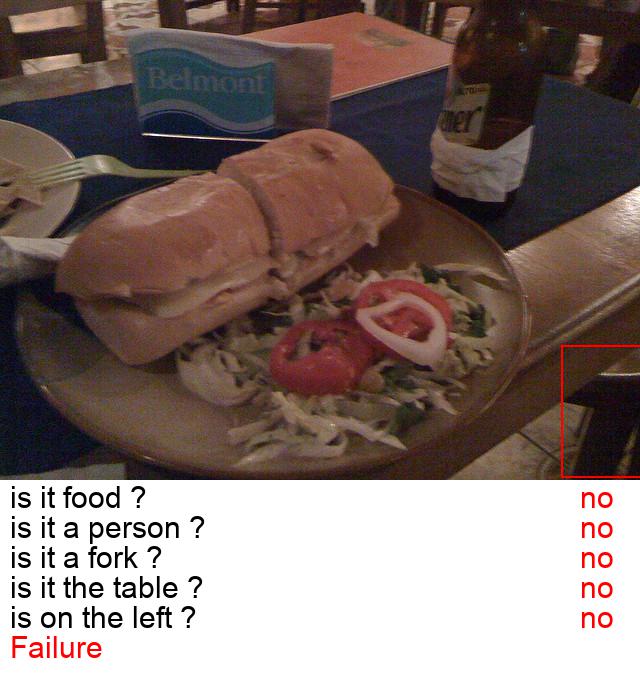 Belmont
ner
is it food ? no
is it a person ? no
is it a fork ? no
is it the table ? no
is on the left ? no
Failure